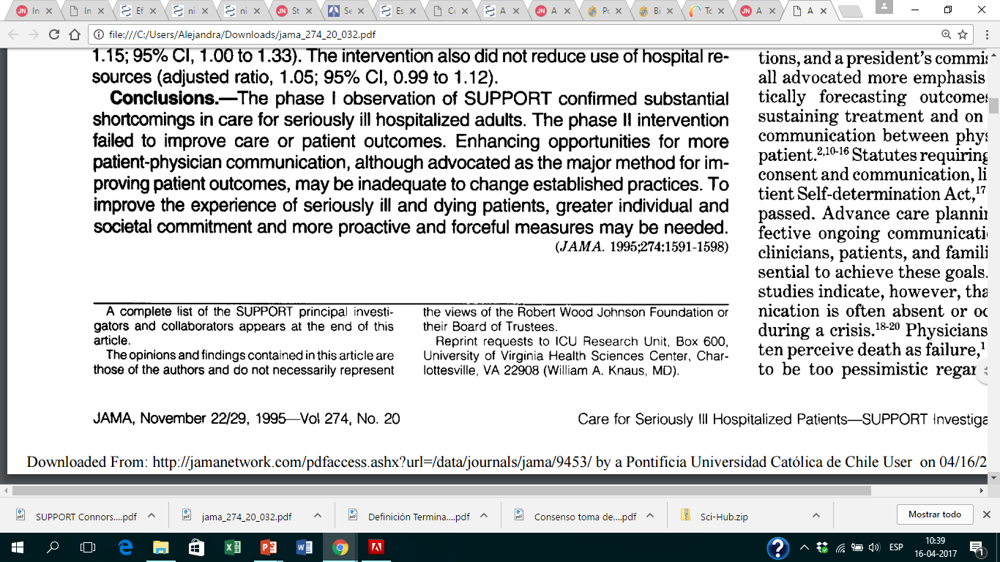 In
In
Ef
ni
ni
St
Se
Es
Co
A
A
Po
Bi
To
A
A
file:///C:/Users/Alejandra/Downloads/jama_274_20_032.pdf
1.15; 95% CI, 1.00 to 1.33). The intervention also did not reduce use of hospital re-
sources (adjusted ratio, 1.05; 95% CI, 0.99 to 1.12).
Conclusions.—The phase I observation of SUPPORT confirmed substantial
shortcomings in care for seriously ill hospitalized adults. The phase II intervention
failed to improve care or patient outcomes. Enhancing opportunities for more
patient-physician communication, although advocated as the major method for im-
proving patient outcomes, may be inadequate to change established practices. To
improve the experience of seriously ill and dying patients, greater individual and
societal commitment and more proactive and forceful measures may be needed.
(JAMA. 1995;274:1591-1598)
A complete list of the SUPPORT principal investi-
gators and collaborators appears at the end of this
article.
The opinions and findings contained in this article are
those of the authors and do not necessarily represent
the views of the Robert Wood Johnson Foundation or
their Board of Trustees.
Reprint requests to ICU Research Unit, Box 600,
University of Virginia Health Sciences Center, Char-
lottesville, VA 22908 (William A. Knaus, MD).
tions, and a president's commis
all advocated more emphasis
tically forecasting outcomes
sustaining treatment and on
communication between phys
patient.2,10-16 Statutes requiring
consent and communication, li
tient Self-determination Act,17
passed. Advance care plannin
fective ongoing communicati
clinicians, patients, and famili
sential to achieve these goals.
studies indicate, however, tha
nication is often absent or oc
during a crisis.18-20 Physicians
ten perceive death as failure,1
to be too pessimistic regar
JAMA, November 22/29, 1995—Vol 274, No. 20
Care for Seriously Ill Hospitalized Patients—SUPPORT Investiga
Downloaded From: http://jamanetwork.com/pdfaccess.ashx?url=/data/journals/jama/9453/ by a Pontificia Universidad Católica de Chile User on 04/16/2
SUPPORT Connors....pdf
jama_274_20_032.pdf
Definición Termina....pdf
Consenso toma de....pdf
Sci-Hub.zip
Mostrar todo
ESP
10:39
16-04-2017
1